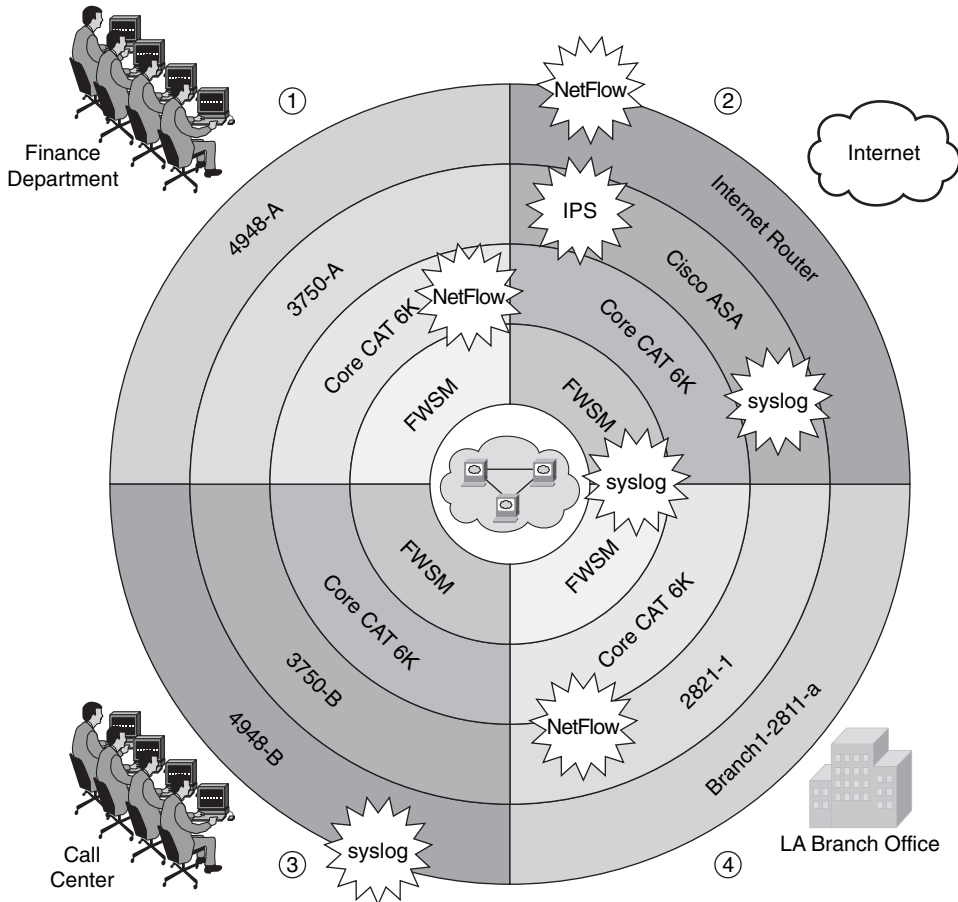 ①
②
NetFlow
Finance
Department
Internet
4948-A
3750-A
Core CAT 6K
FWSM
NetFlow
IPS
Internet Router
Cisco ASA
Core CAT 6K
FWSM
syslog
syslog
FWSM
Core CAT 6K
3750-B
4948-B
FWSM
Core CAT 6K
2821-1
Branch1-2811-a
NetFlow
syslog
Call
Center
③
④
LA Branch Office